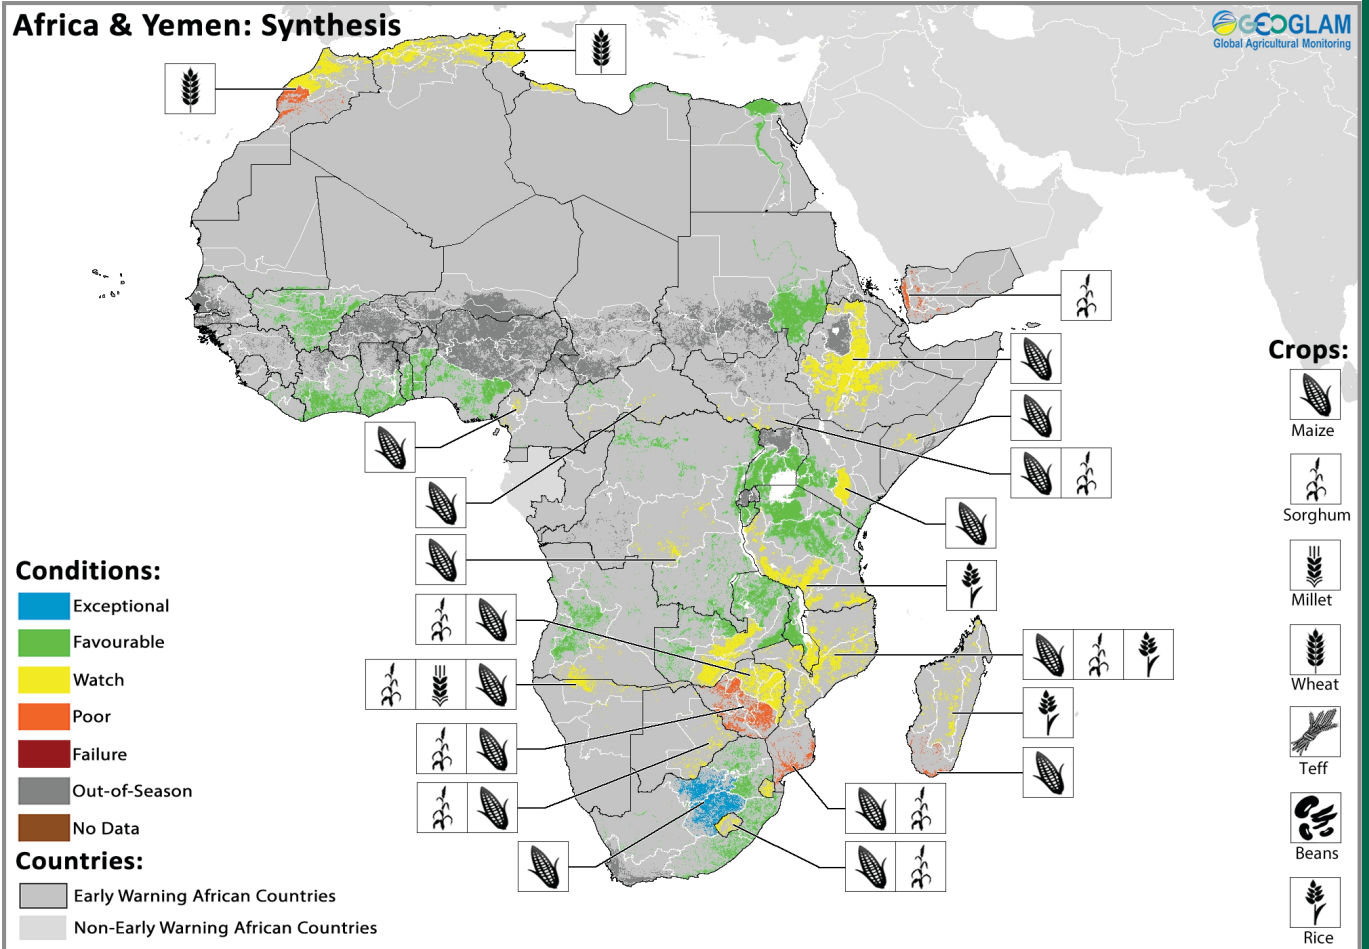 Africa & Yemen: Synthesis
GEOGLAM
Global Agricultural Monitoring
Crops:
Maize
Sorghum
Millet
Wheat
Teff
Beans
Rice
Conditions:
Exceptional
Favourable
Watch
Poor
Failure
Out-of-Season
No Data
Countries:
Early Warning African Countries
Non-Early Warning African Countries